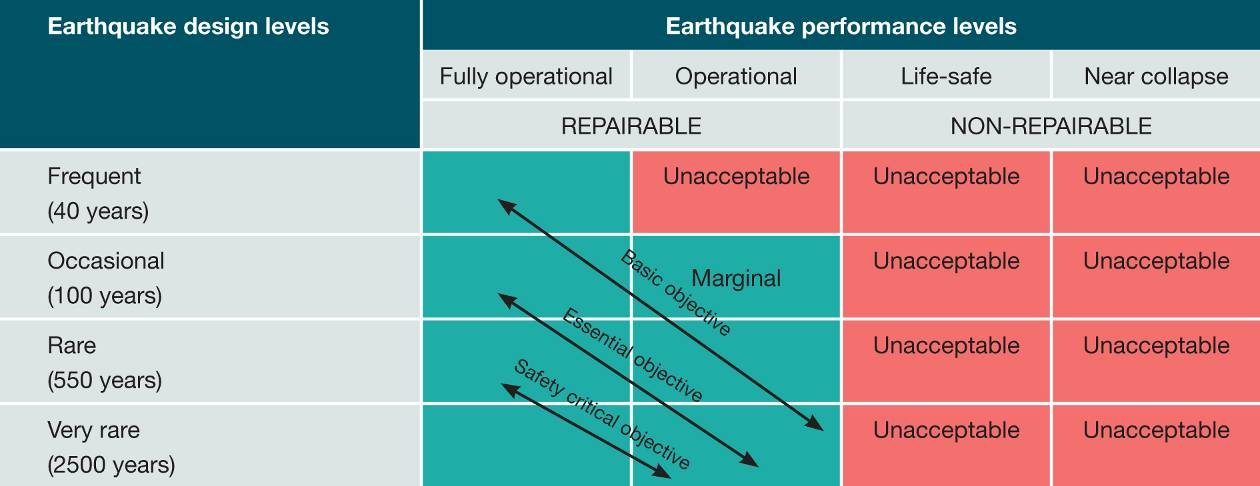 Earthquake design levels
Earthquake performance levels
Fully operational
Operational
Life-safe
Near collapse
REPAIRABLE
NON-REPAIRABLE
Frequent
(40 years)
Unacceptable
Unacceptable
Unacceptable
Occasional
(100 years)
Basic objective
Marginal
Unacceptable
Unacceptable
Rare
(550 years)
Essential objective
Unacceptable
Unacceptable
Very rare
(2500 years)
Safety critical objective
Unacceptable
Unacceptable